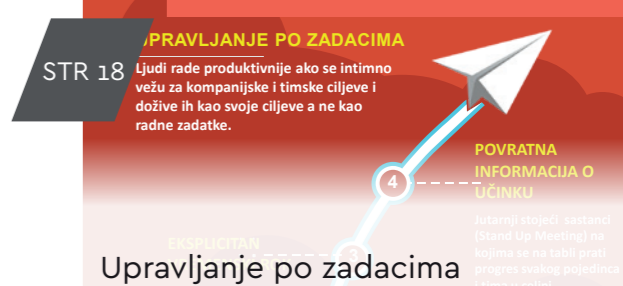 UPRAVLJANJE PO ZADACIMA
STR 18
Ljudi rade produktivnije ako se intimno
vežu za kompanijske i timske ciljeve i
dožive ih kao svoje ciljeve a ne kao
radne zadatke.
POVRATNA
INFORMACIJA O
UČINKU
4
Jutarnji stojeći sastanci
(Stand Up Meeting) na
kojima se na tabli prati
progres svakog pojedinca
EKSPLICITAN
3
Upravljanje po zadacima